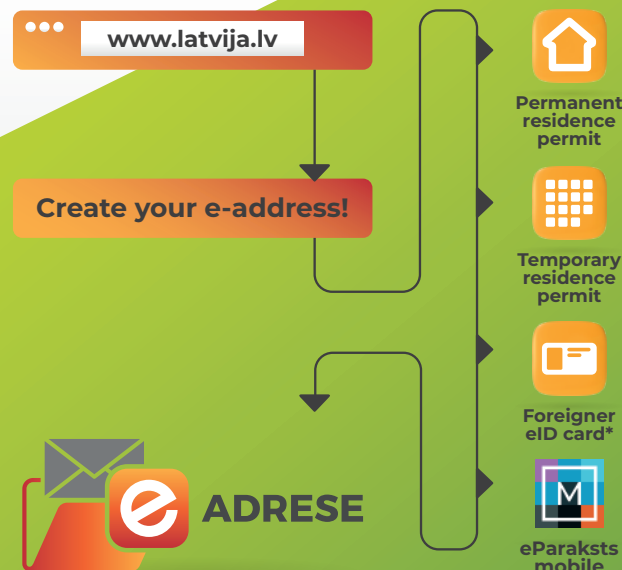 www.latvija.lv
Create your e-address!
Permanent
residence
permit
Temporary
residence
permit
Foreigner
eID card*
M
eParaksts
mobile
e ADRESE